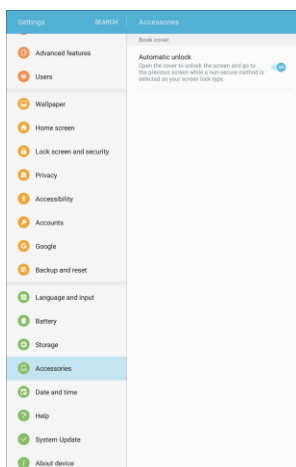 Settings
SEARCH
Accessories
Advanced features
Users
Wallpaper
Home screen
Lock screen and security
Privacy
Accessibility
Accounts
Google
Backup and reset
Language and input
Battery
Storage
Accessories
Date and time
Help
System Update
About device
Book cover
Automatic unlock
Open the cover to unlock the screen and go to
the previous screen while a non-secure method is
selected as your screen lock type.
ON